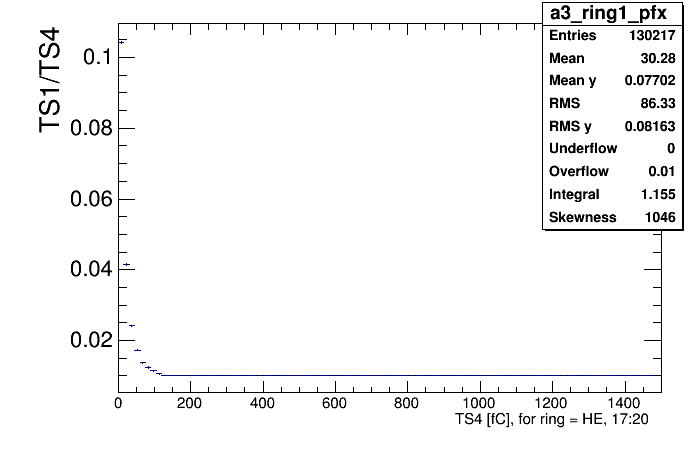 a3_ring1_pfx
Entries 130217
Mean 30.28
Mean y 0.07702
RMS 86.33
RMS y 0.08163
Underflow 0
Overflow 0.01
Integral 1.155
Skewness 1046
TS1/TS4
0.1
0.08
0.06
0.04
0.02
0 200 400 600 800 1000 1200 1400
TS4 [fC], for ring = HE, 17:20